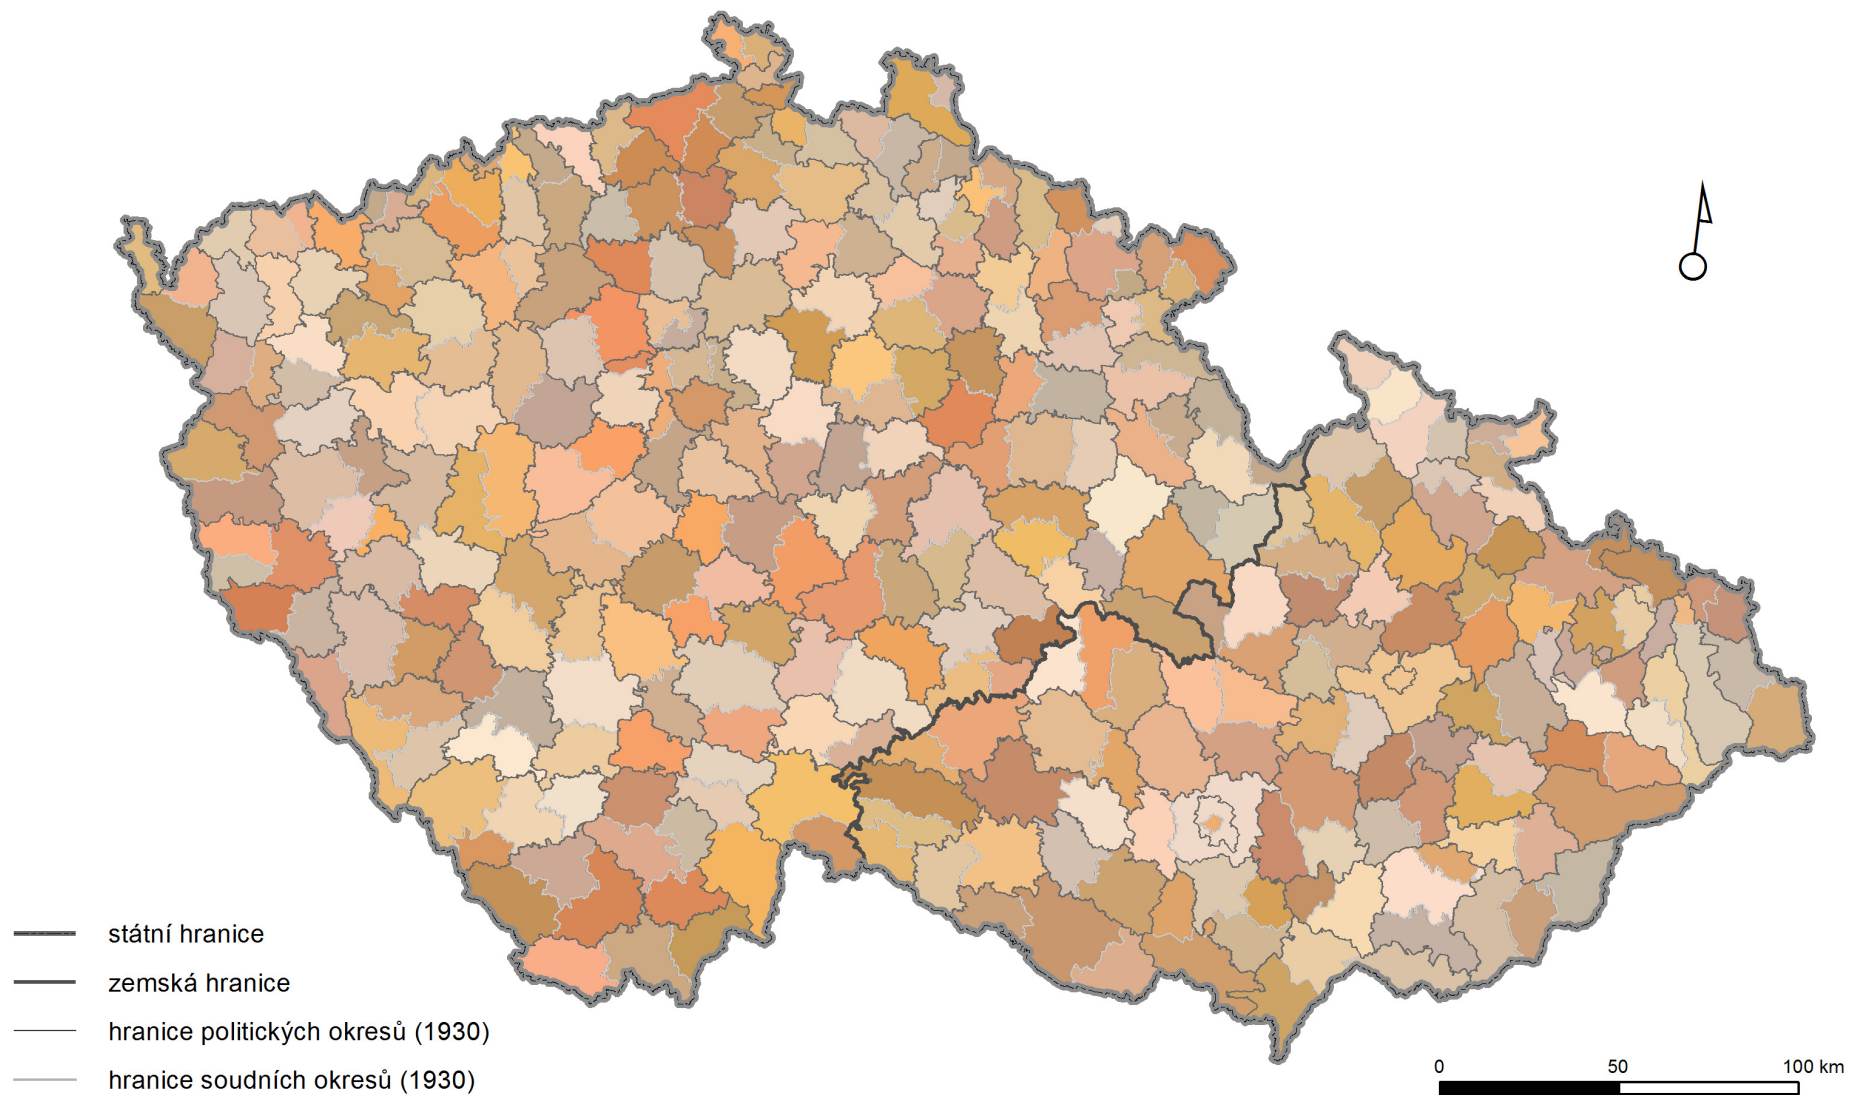 státní hranice
zemská hranice
hranice politických okresů (1930)
hranice soudních okresů (1930)
0 50 100 km